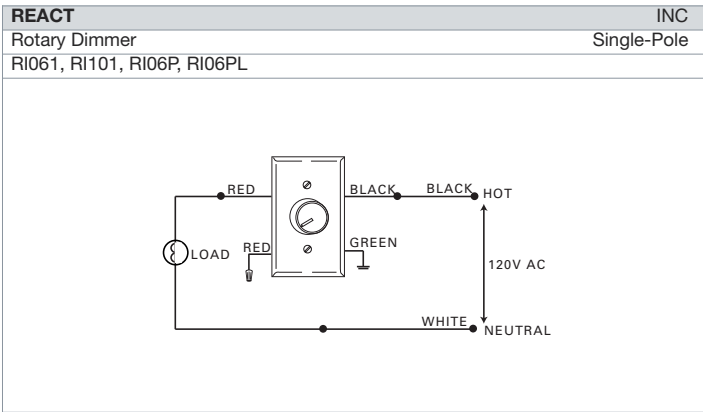 REACT INC
Rotary Dimmer Single-Pole
RI061, RI101, RI06P, RI06PL
RED BLACK BLACK HOT
LOAD RED GREEN
120V AC
WHITE NEUTRAL